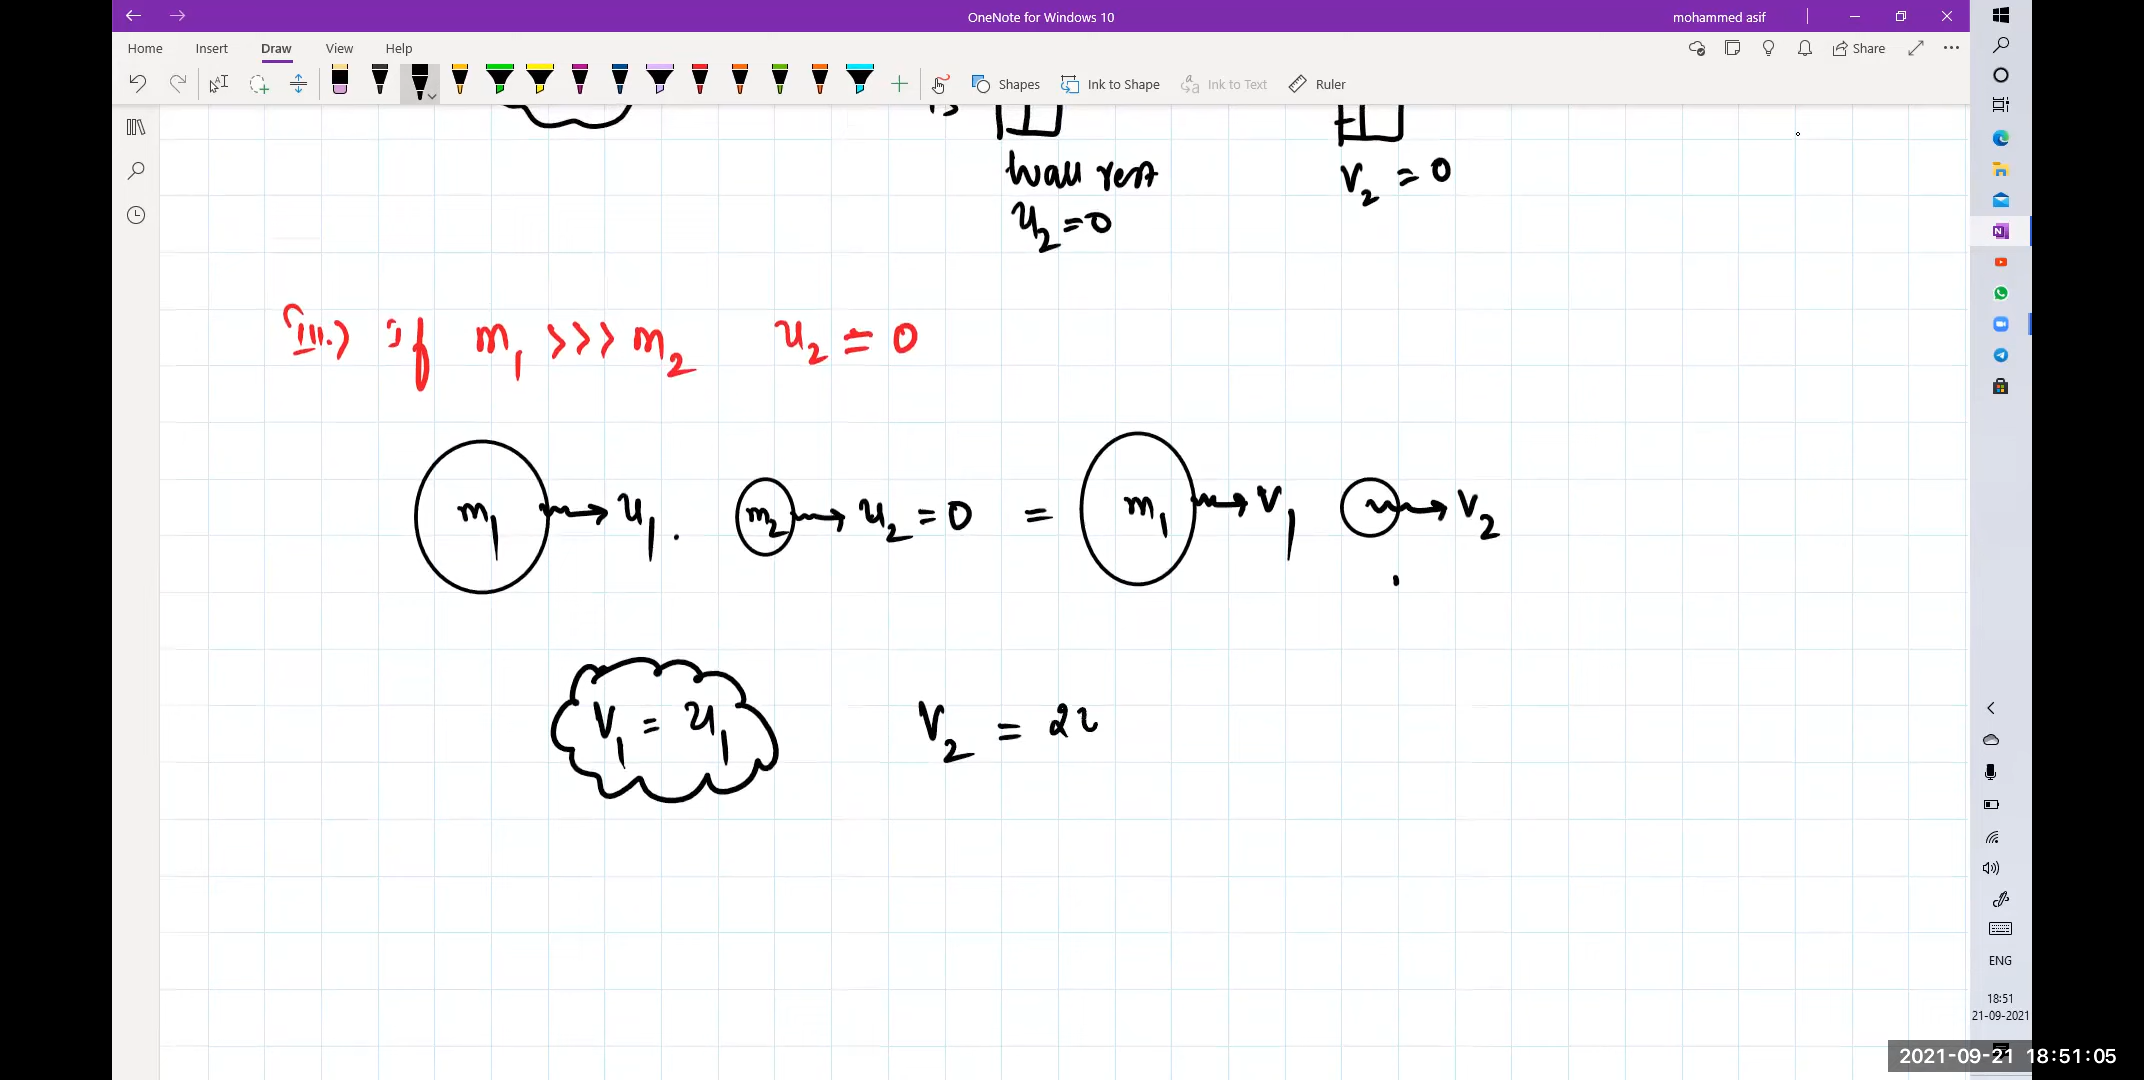 OneNote for Windows 10
mohammed asif
Home Insert Draw View Help
Share
Shapes Ink to Shape Ink to Text Ruler
wall rest
u₂ = 0
V₂ = 0
(iii.) if m₁ >>> m₂ u₂ = 0
m₁ → u₁. m₂ → u₂ = 0 = m₁ → V₁ → V₂
V₁ = u₁ V₂ = 2
ENG
18:51
21-09-2021
2021-09-21 18:51:05